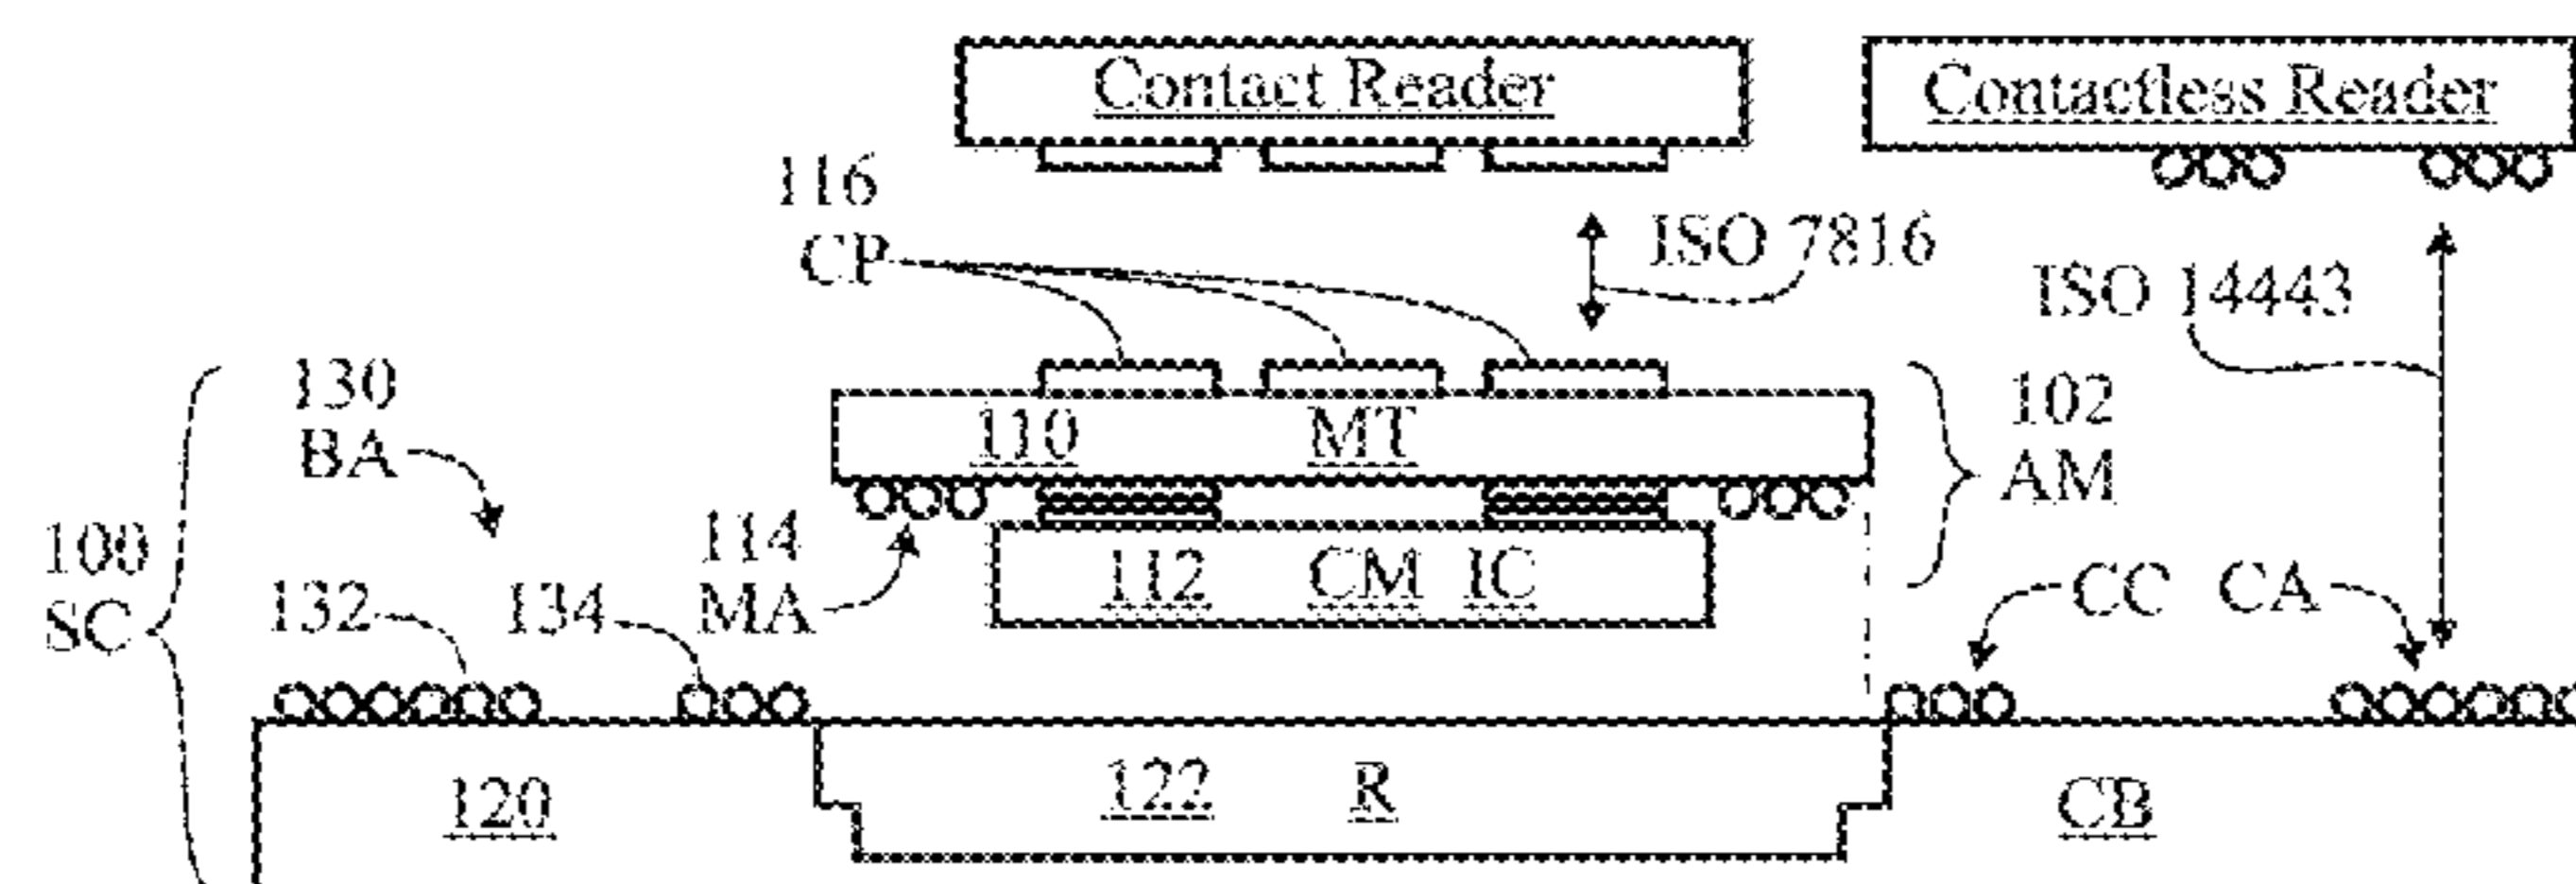 Contact Reader
Contactless Reader
116
CP
ISO 7816
ISO 14443
130
BA
110
MT
102
AM
100
SC
114
MA
132
134
112
CM
IC
CC
CA
120
122
R
CB